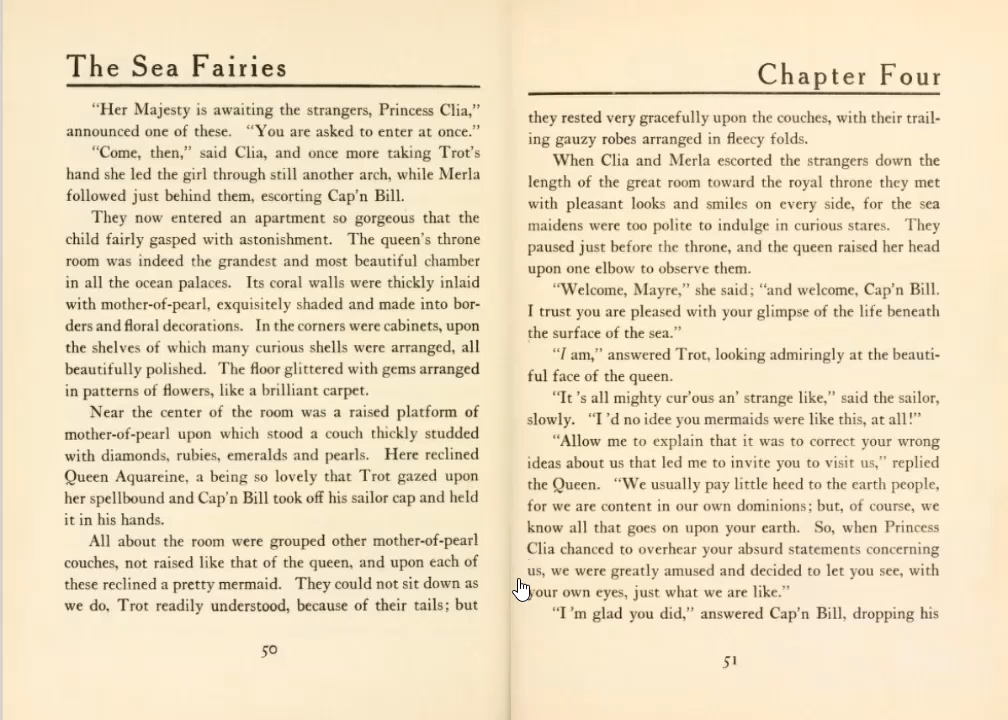 The Sea Fairies
"Her Majesty is awaiting the strangers, Princess Clia,"
announced one of these. "You are asked to enter at once."
"Come, then," said Clia, and once more taking Trot's
hand she led the girl through still another arch, while Merla
followed just behind them, escorting Cap'n Bill.
They now entered an apartment so gorgeous that the
child fairly gasped with astonishment. The queen's throne
room was indeed the grandest and most beautiful chamber
in all the ocean palaces. Its coral walls were thickly inlaid
with mother-of-pearl, exquisitely shaded and made into bor-
ders and floral decorations. In the corners were cabinets, upon
the shelves of which many curious shells were arranged, all
beautifully polished. The floor glittered with gems arranged
in patterns of flowers, like a brilliant carpet.
Near the center of the room was a raised platform of
mother-of-pearl upon which stood a couch thickly studded
with diamonds, rubies, emeralds and pearls. Here reclined
Queen Aquareine, a being so lovely that Trot gazed upon
her spellbound and Cap'n Bill took off his sailor cap and held
it in his hands.
All about the room were grouped other mother-of-pearl
couches, not raised like that of the queen, and upon each of
these reclined a pretty mermaid. They could not sit down as
we do, Trot readily understood, because of their tails; but
50
Chapter Four
they rested very gracefully upon the couches, with their trail-
ing gauzy robes arranged in fleecy folds.
When Clia and Merla escorted the strangers down the
length of the great room toward the royal throne they met
with pleasant looks and smiles on every side, for the sea
maidens were too polite to indulge in curious stares. They
paused just before the throne, and the queen raised her head
upon one elbow to observe them.
"Welcome, Mayre," she said; "and welcome, Cap'n Bill.
I trust you are pleased with your glimpse of the life beneath
the surface of the sea."
"I am," answered Trot, looking admiringly at the beauti-
ful face of the queen.
"It 's all mighty cur'ous an' strange like," said the sailor,
slowly. "I 'd no idee you mermaids were like this, at all!"
"Allow me to explain that it was to correct your wrong
ideas about us that led me to invite you to visit us," replied
the Queen. "We usually pay little heed to the earth people,
for we are content in our own dominions; but, of course, we
know all that goes on upon your earth. So, when Princess
Clia chanced to overhear your absurd statements concerning
us, we were greatly amused and decided to let you see, with
your own eyes, just what we are like."
"I 'm glad you did," answered Cap'n Bill, dropping his
51